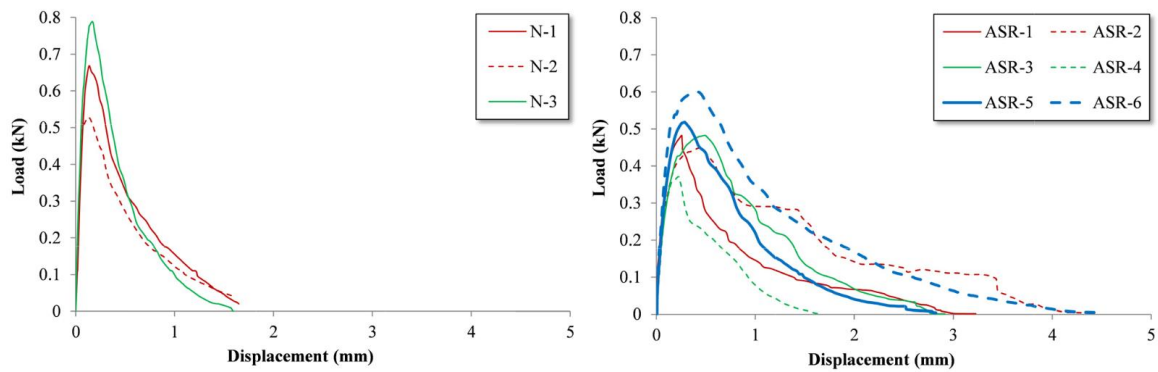 0.8
0.7
0.6
0.5
0.4
0.3
0.2
0.1
0
Load (kN)
0 1 2 3 4 5
Displacement (mm)
N-1
N-2
N-3
0.8
0.7
0.6
0.5
0.4
0.3
0.2
0.1
0
Load (kN)
0 1 2 3 4 5
Displacement (mm)
ASR-1 ASR-2
ASR-3 ASR-4
ASR-5 ASR-6